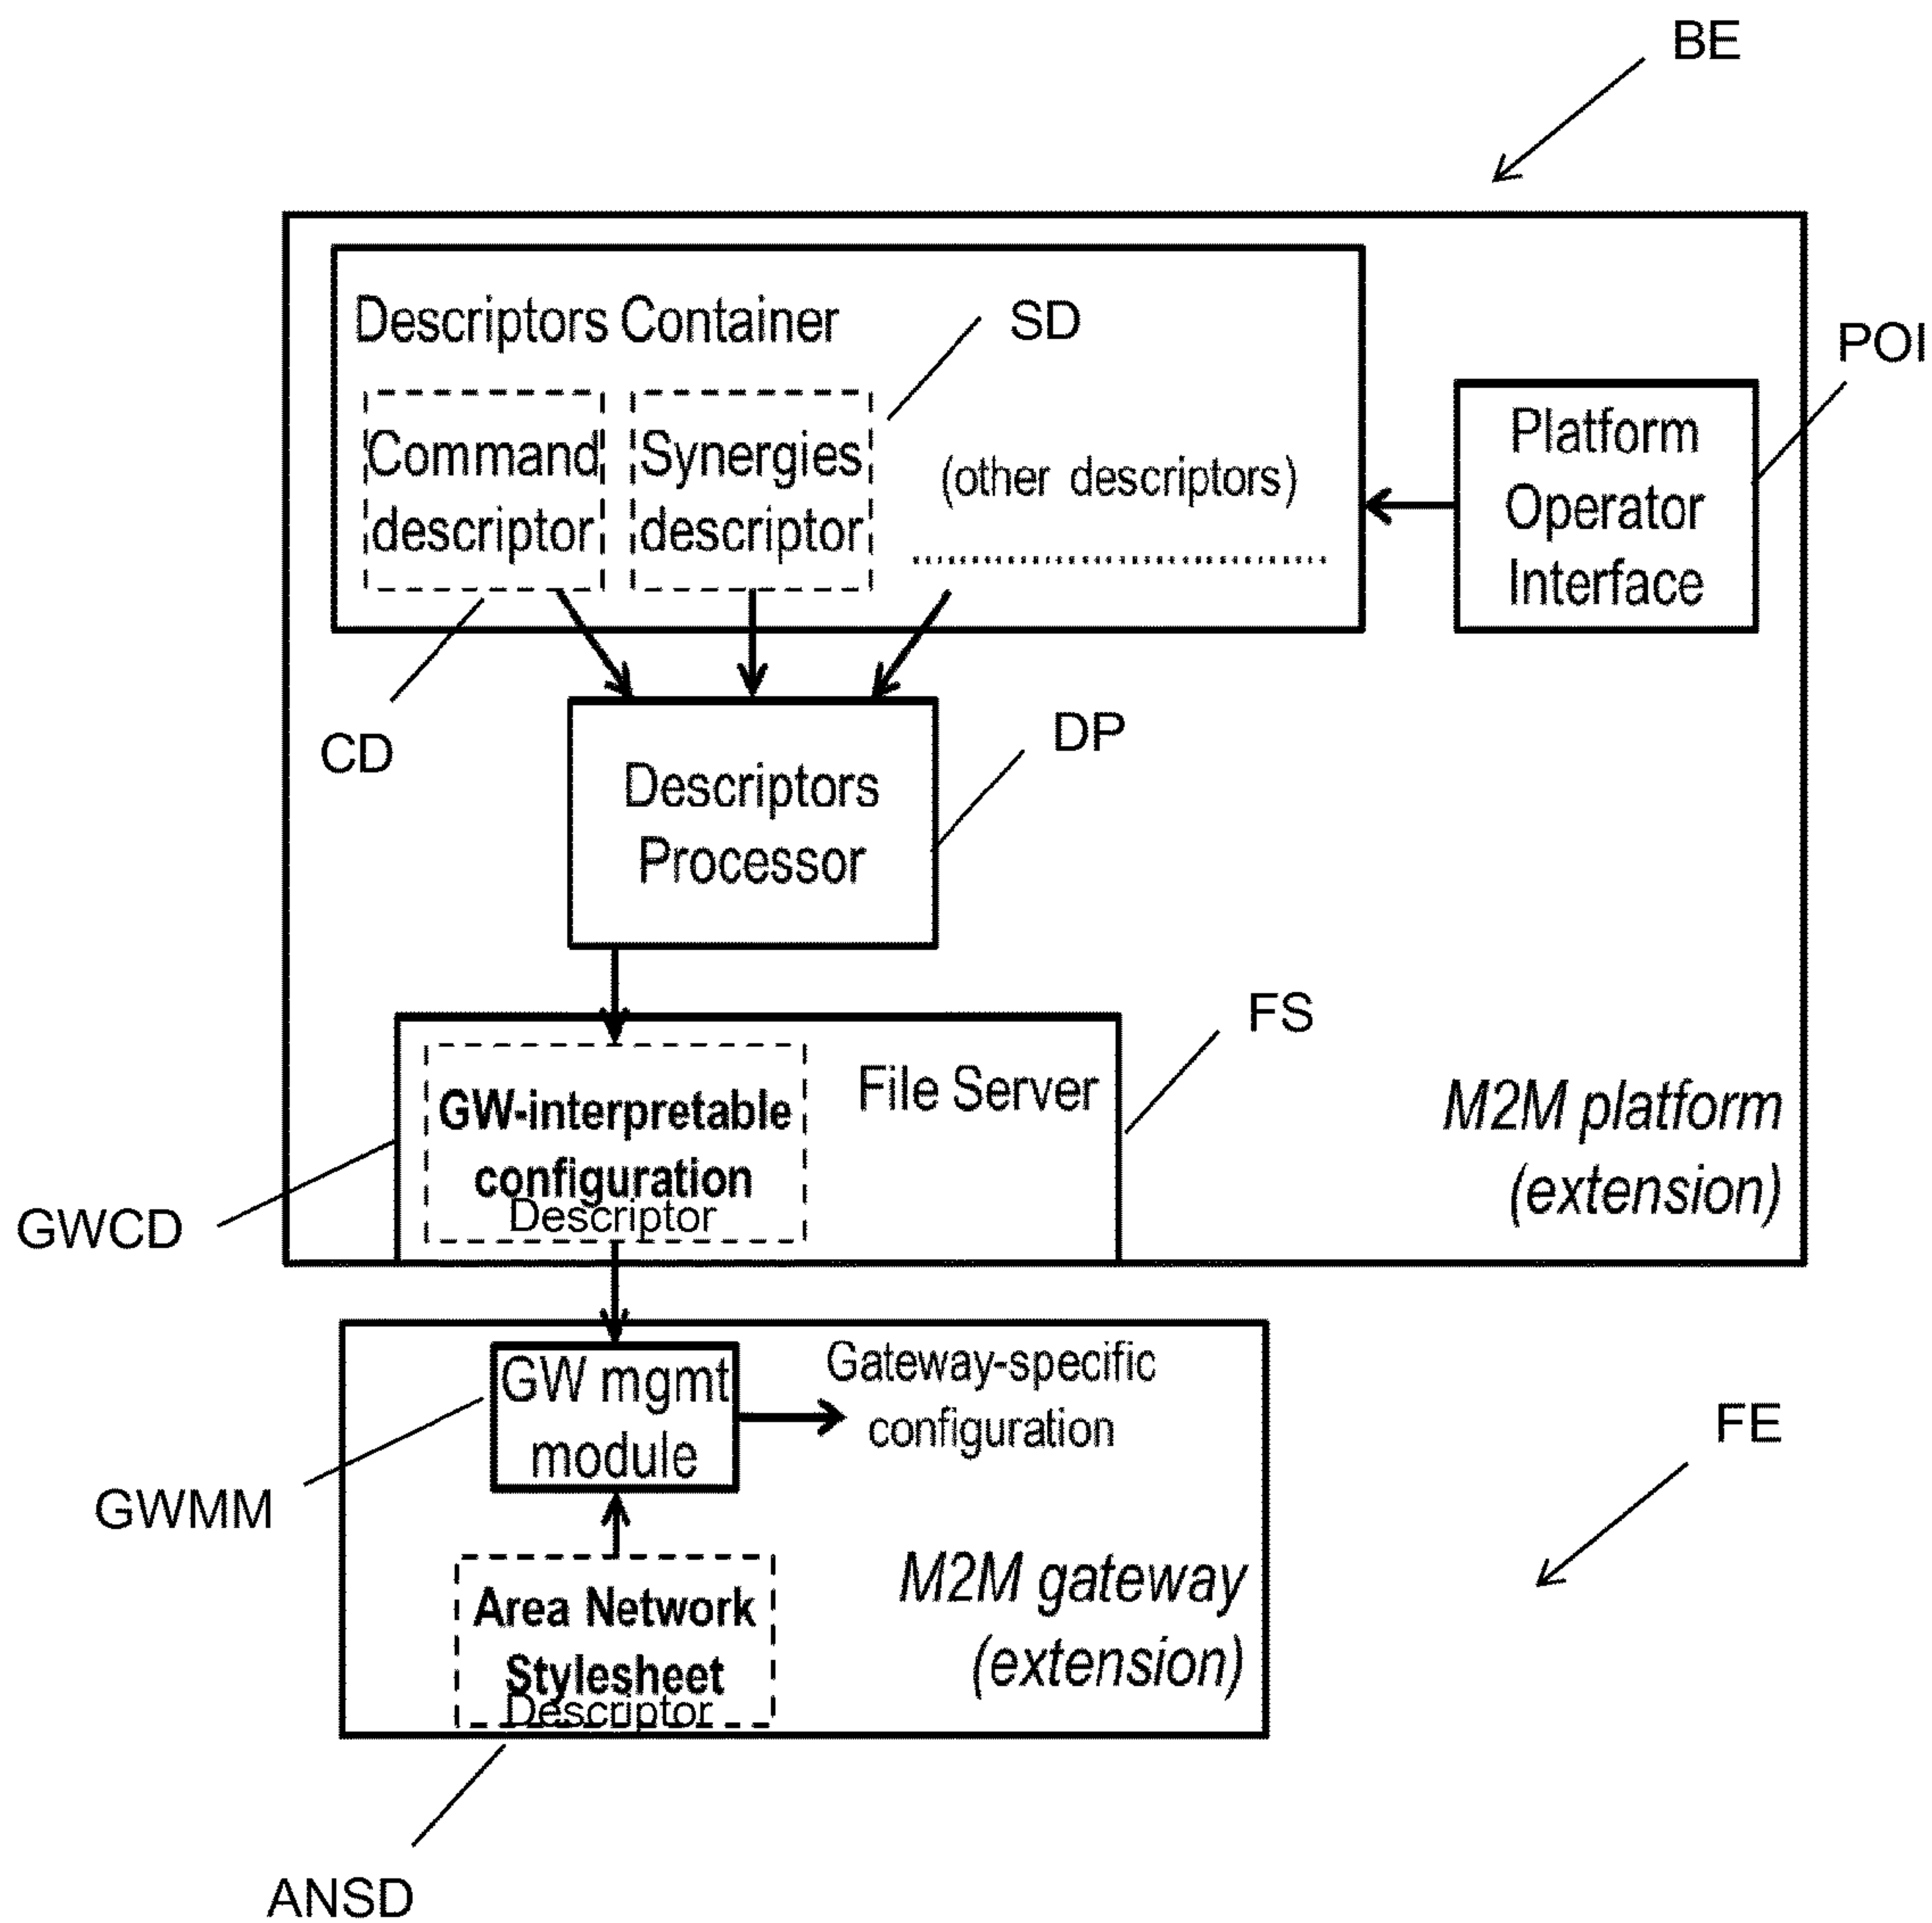 BE
Descriptors Container
SD
POI
Command
descriptor
Synergies
descriptor
(other descriptors)
Platform
Operator
Interface
CD
DP
Descriptors
Processor
FS
File Server
GW-interpretable
configuration
Descriptor
M2M platform
(extension)
GWCD
GW mgmt
module
Gateway-specific
configuration
FE
GWMM
Area Network
Stylesheet
Descriptor
M2M gateway
(extension)
ANSD